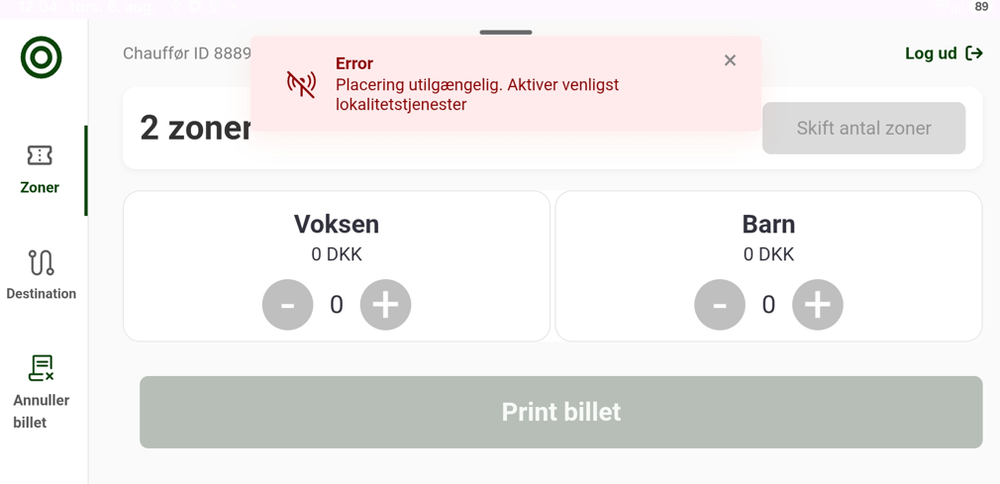 89
Chauffør ID 8889
Error
Placering utilgængelig. Aktiver venligst
lokalitetstjenester
Log ud
2 zoner
Skift antal zoner
Zoner
Destination
Annuller
billet
Voksen
0 DKK
- 0 +
Barn
0 DKK
- 0 +
Print billet